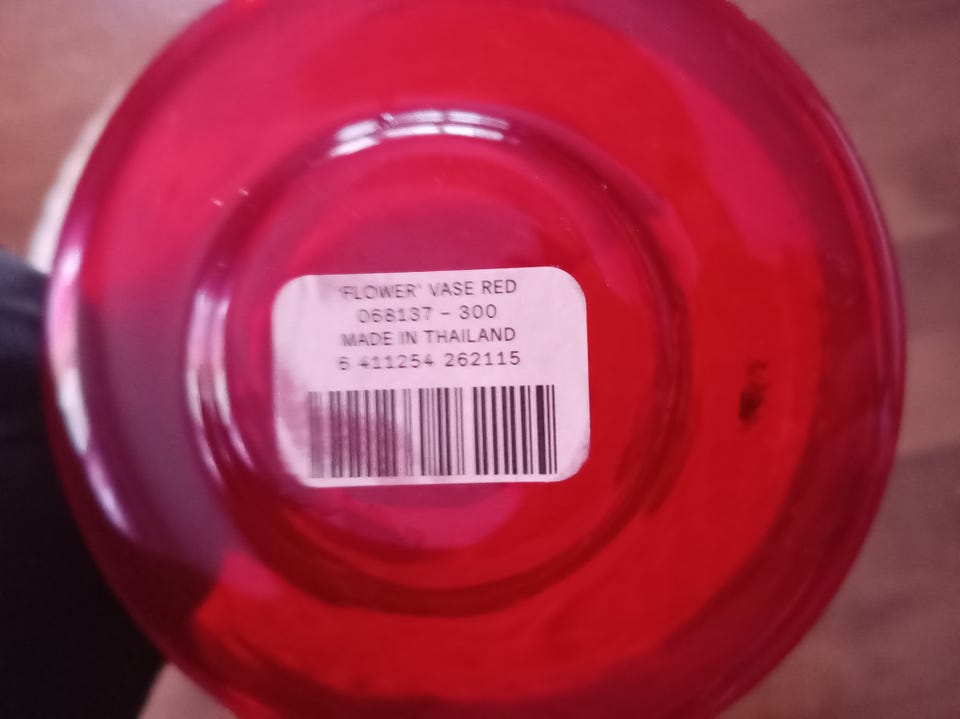 'FLOWER' VASE RED
068137 - 300
MADE IN THAILAND
6 411254 262115